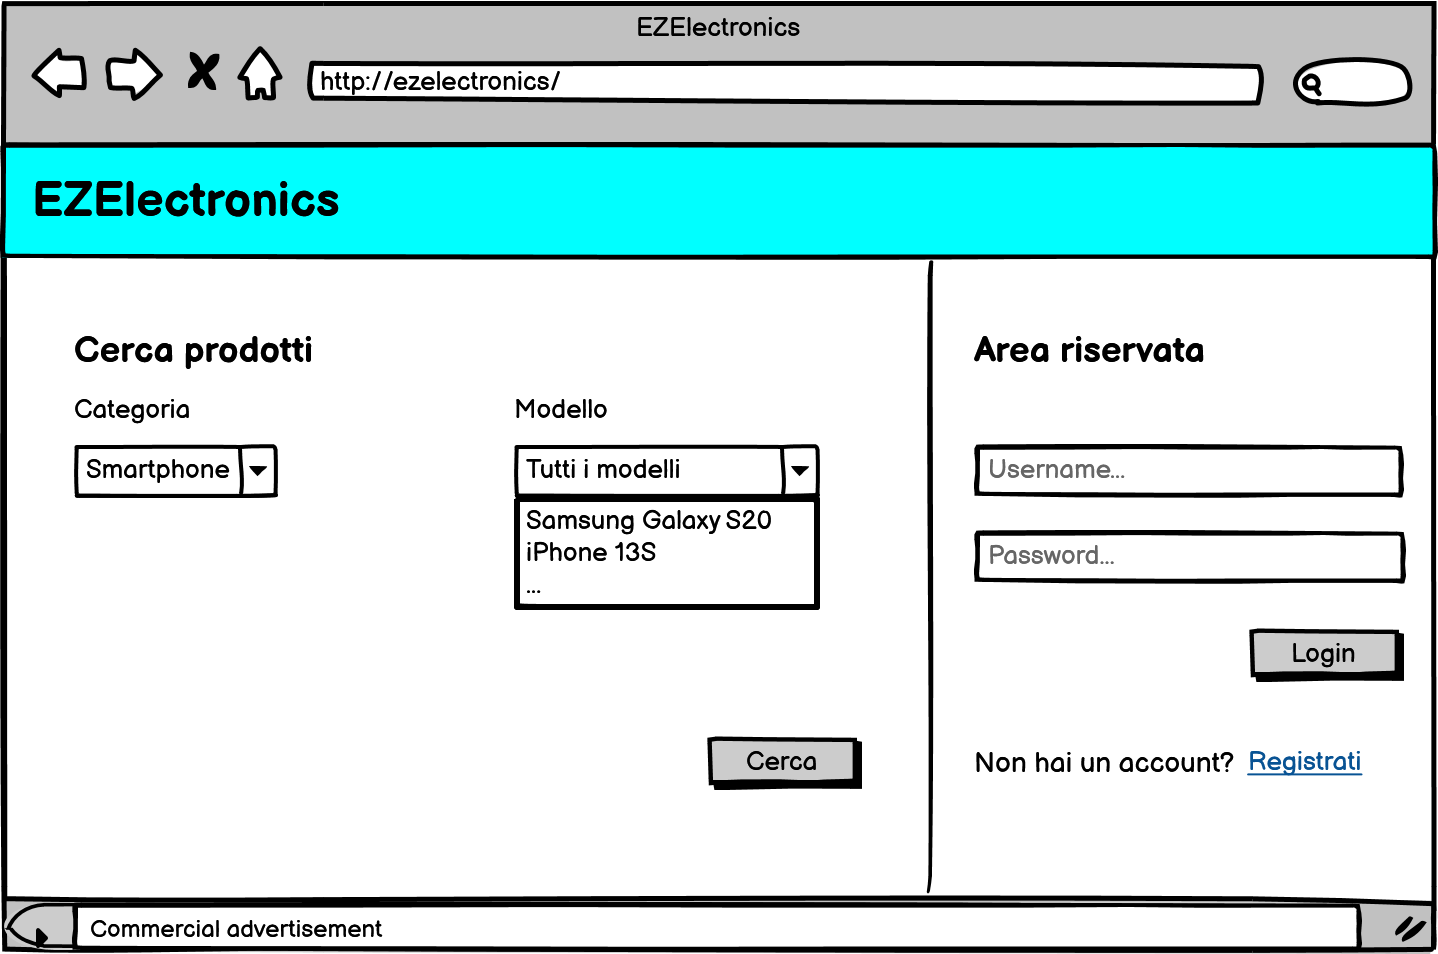 EZElectronics
http://ezelectronics/
EZElectronics
Cerca prodotti
Categoria
Modello
Smartphone
Tutti i modelli
Samsung Galaxy S20
iPhone 13S
...
Cerca
Area riservata
Username...
Password...
Login
Non hai un account? Registrati
Commercial advertisement